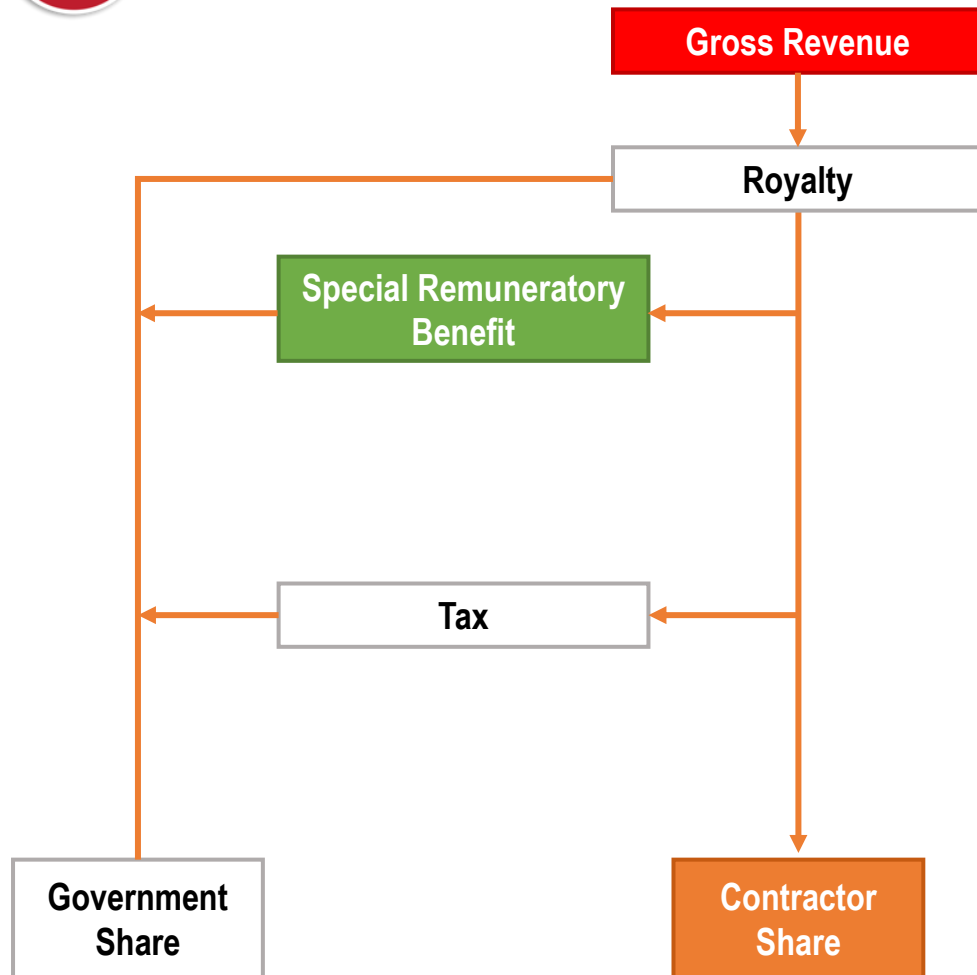 Gross Revenue
Royalty
Special Remuneratory
Benefit
Tax
Government
Share
Contractor
Share